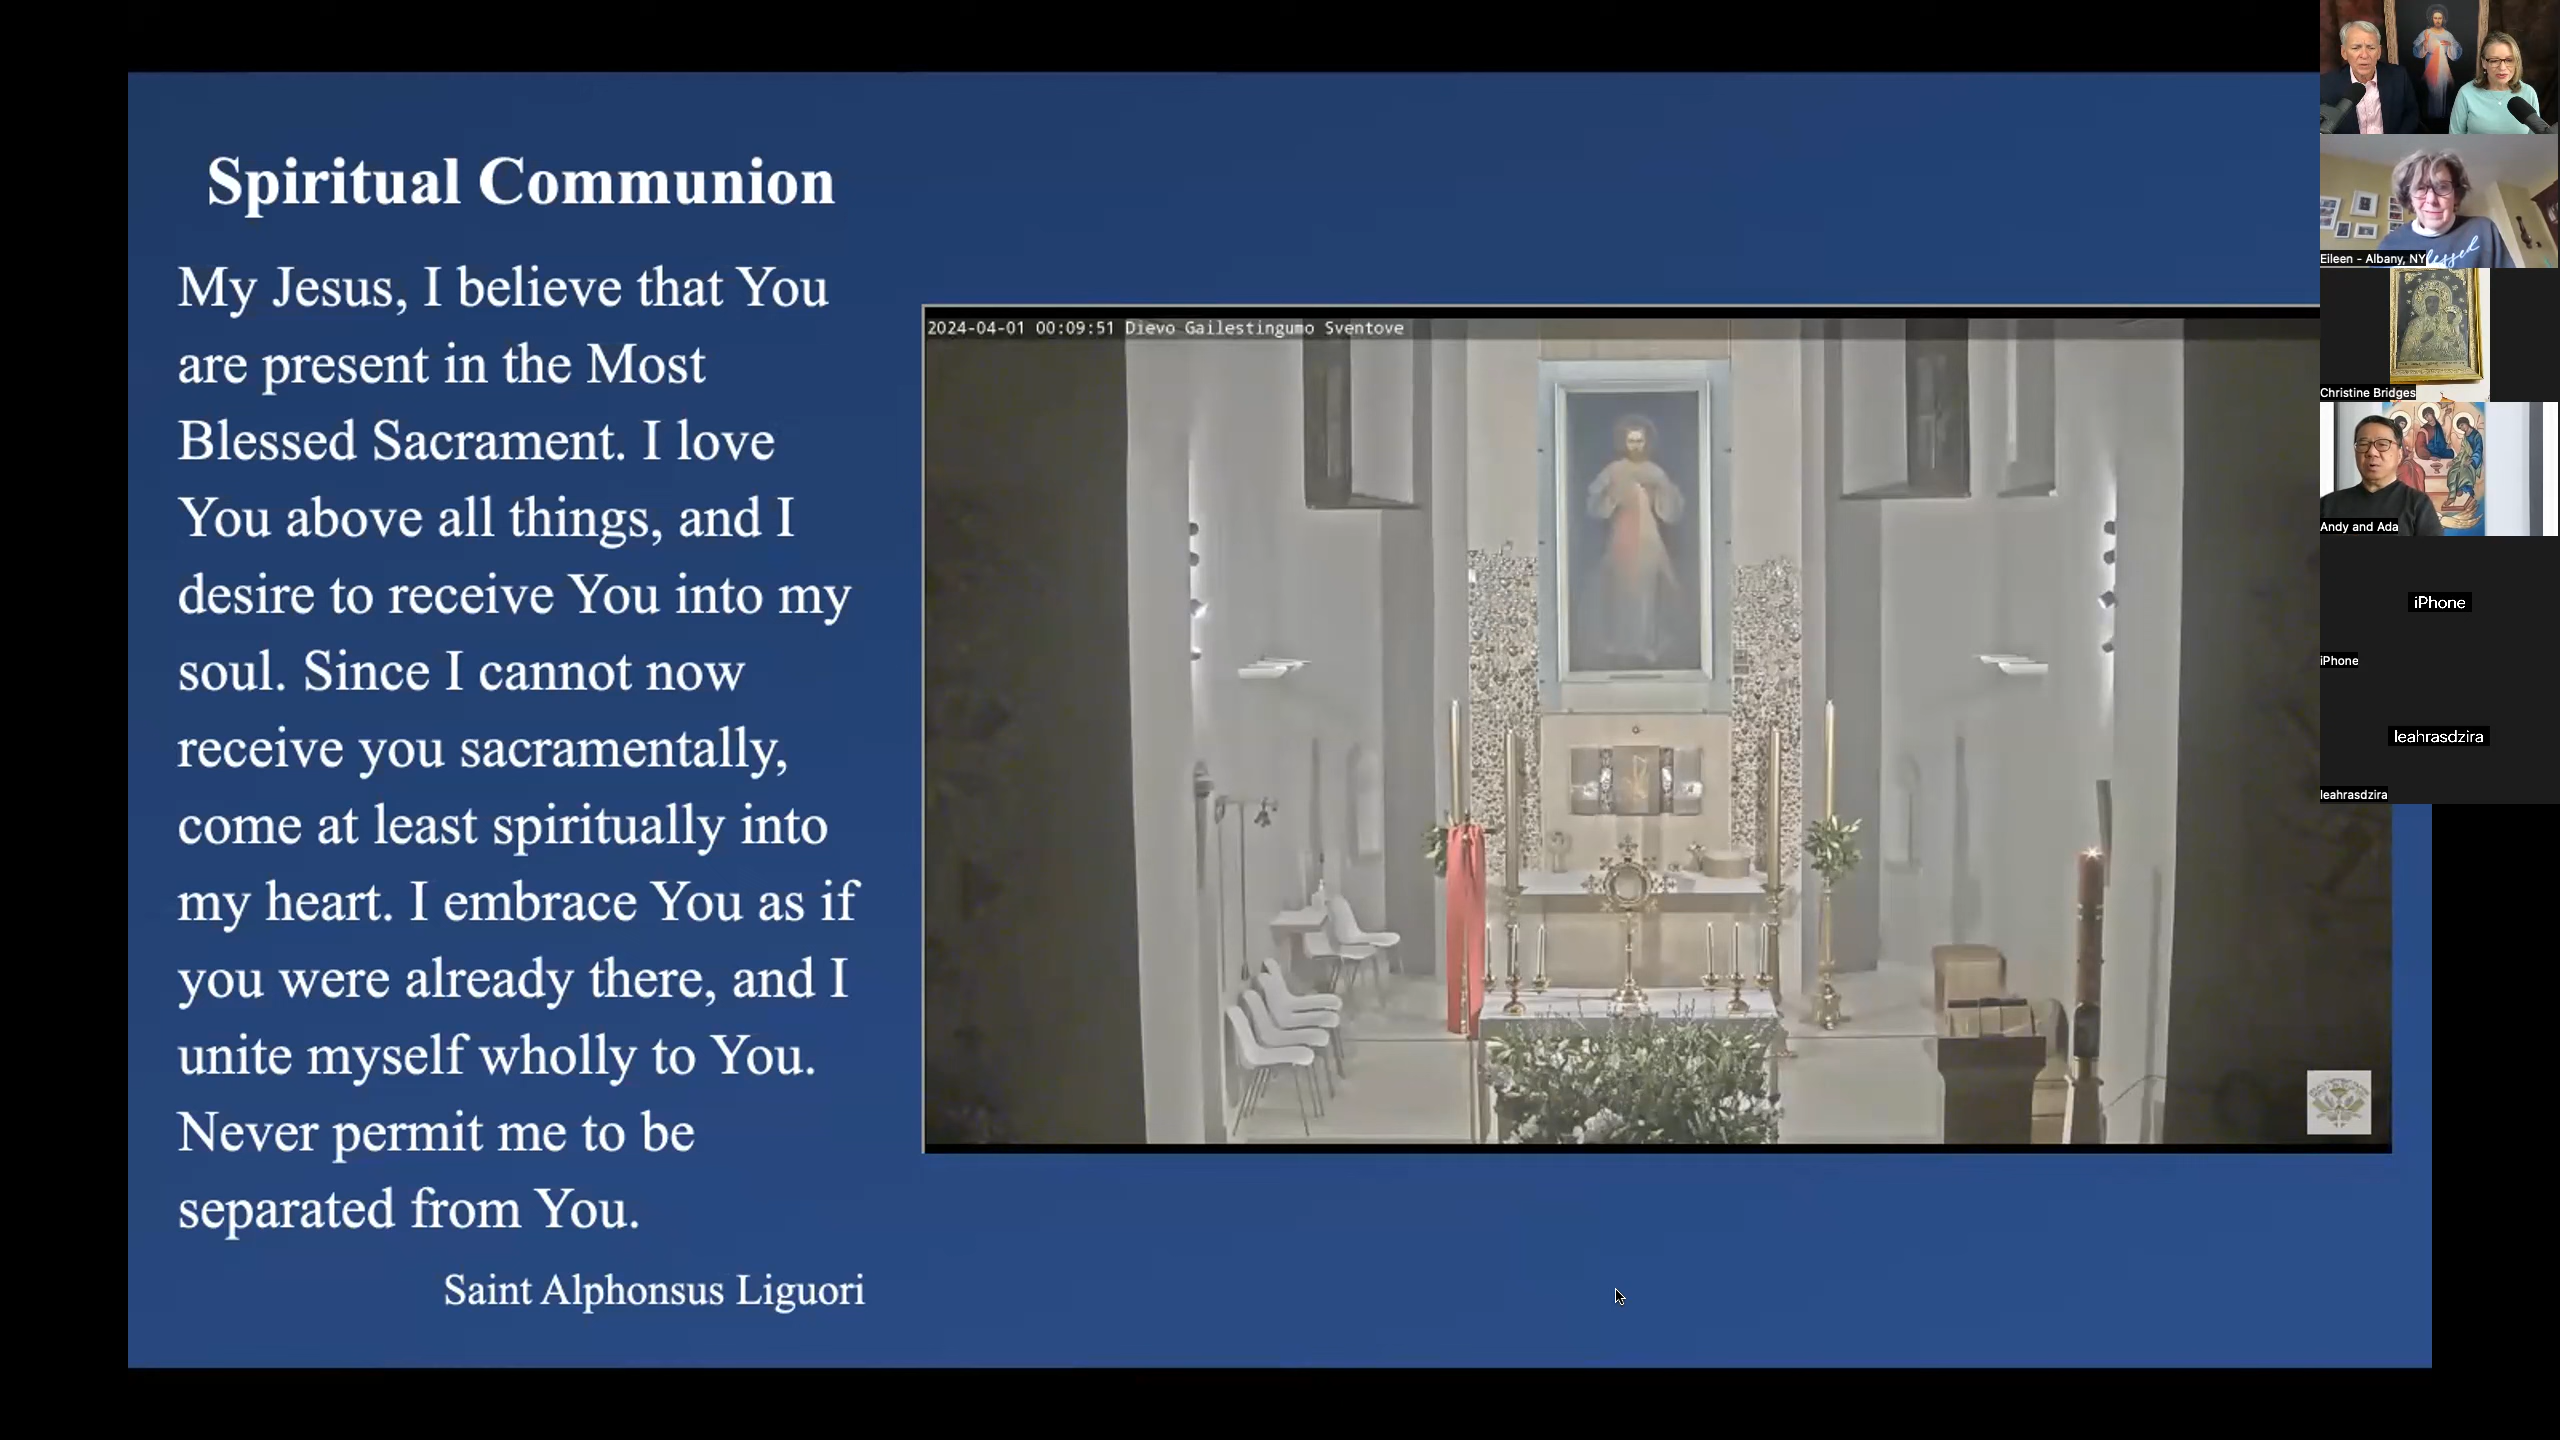 Spiritual Communion
My Jesus, I believe that You
are present in the Most
Blessed Sacrament. I love
You above all things, and I
desire to receive You into my
soul. Since I cannot now
receive you sacramentally,
come at least spiritually into
my heart. I embrace You as if
you were already there, and I
unite myself wholly to You.
Never permit me to be
separated from You.
Saint Alphonsus Liguori
2024-04-01 00:09:51 Dievo Gailestingumo Sventove
Blessed
Eileen - Albany, NY
Christine Bridges
Andy and Ada
iPhone
iPhone
leahrasdzira
leahrasdzira